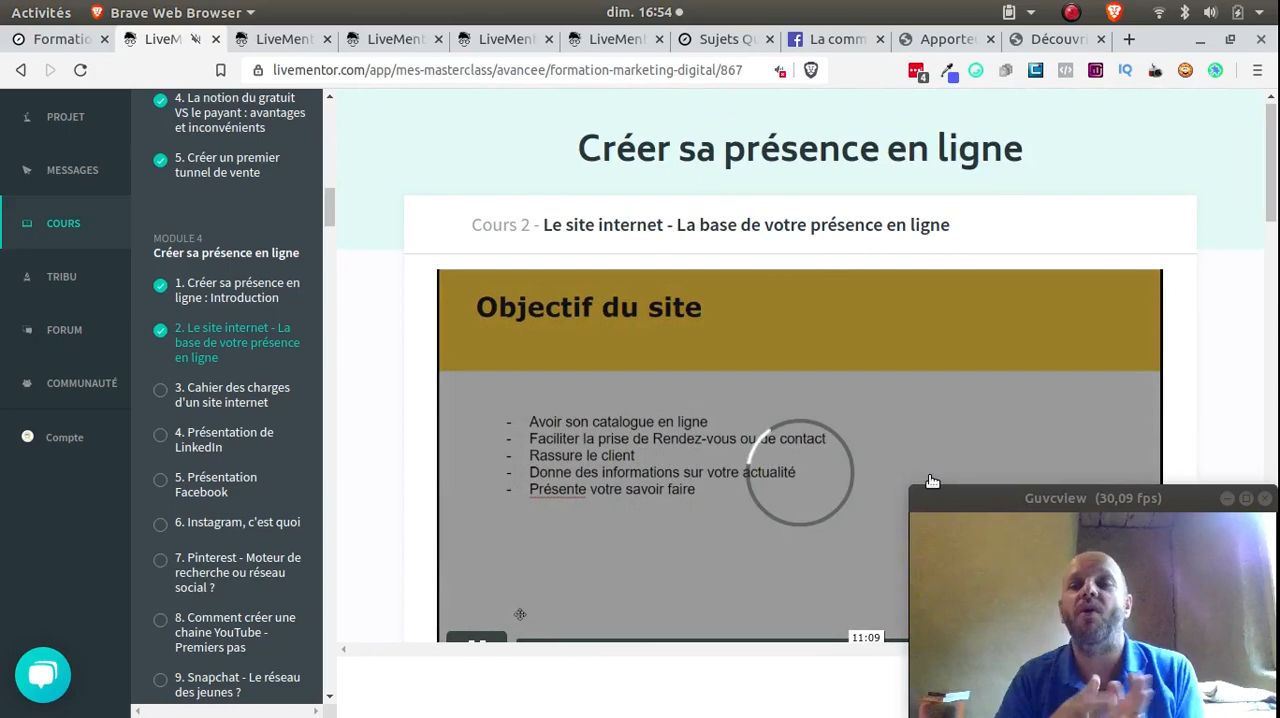 Activités Brave Web Browser dim. 16:54
Formatio LiveM LiveMent LiveMent LiveMent LiveMent Sujets Qu La comm Apporte Découvri
livementor.com/app/mes-masterclass/avancee/formation-marketing-digital/867
4 IQ
PROJET
MESSAGES
COURS
TRIBU
FORUM
COMMUNAUTÉ
Compte
4. La notion du gratuit
VS le payant : avantages
et inconvénients
5. Créer un premier
tunnel de vente
MODULE 4
Créer sa présence en ligne
1. Créer sa présence en
ligne : Introduction
2. Le site internet - La
base de votre présence
en ligne
3. Cahier des charges
d'un site internet
4. Présentation de
LinkedIn
5. Présentation
Facebook
6. Instagram, c'est quoi
7. Pinterest - Moteur de
recherche ou réseau
social ?
8. Comment créer une
chaine YouTube -
Premiers pas
9. Snapchat - Le réseau
des jeunes ?
Créer sa présence en ligne
Cours 2 - Le site internet - La base de votre présence en ligne
Objectif du site
- Avoir son catalogue en ligne
- Faciliter la prise de Rendez-vous ou de contact
- Rassure le client
- Donne des informations sur votre actualité
- Présente votre savoir faire
11:09
Guvcview (30,09 fps)